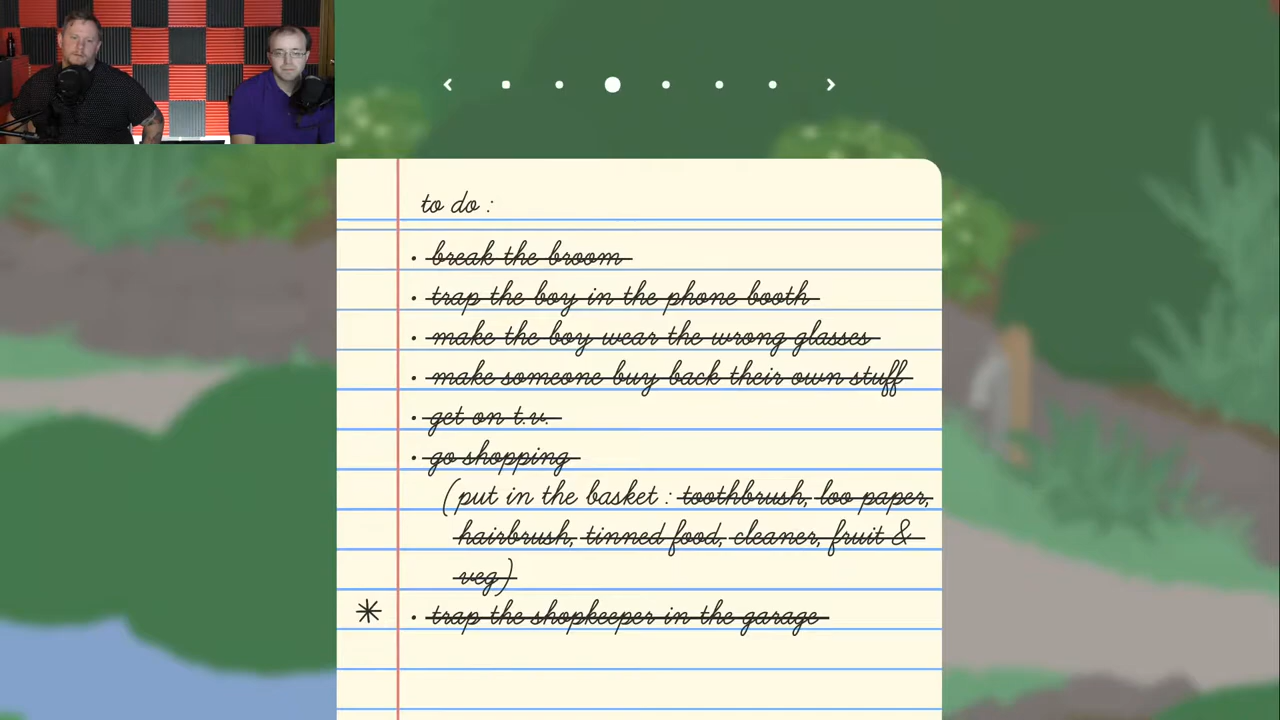 to do :
• break the broom
• trap the boy in the phone booth
• make the boy wear the wrong glasses
• make someone buy back their own stuff
• get on t.v.
• go shopping
(put in the basket : toothbrush, loo paper,
hairbrush, tinned food, cleaner, fruit &
veg)
• trap the shopkeeper in the garage